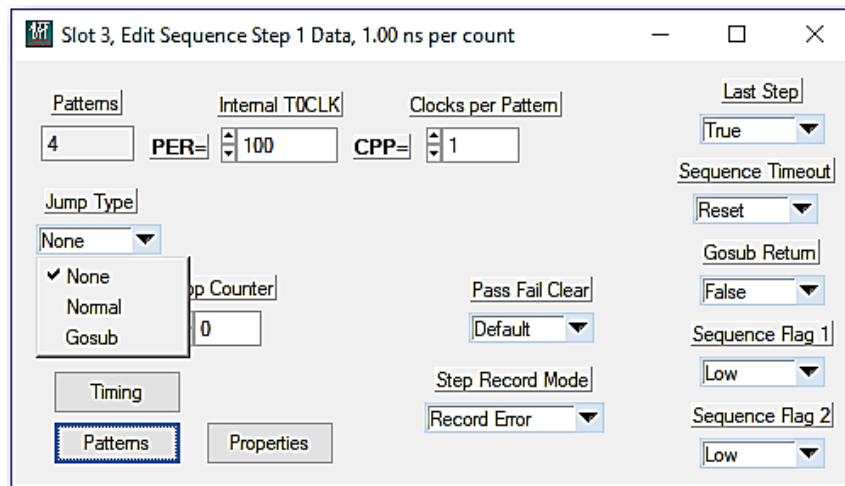 Slot 3, Edit Sequence Step 1 Data, 1.00 ns per count
Patterns
Internal T0CLK
Clocks per Pattern
Last Step
4
PER=
100
CPP=
1
True
Sequence Timeout
Jump Type
Reset
None
Gosub Return
None
Normal
Gosub
op Counter
0
Pass Fail Clear
False
Default
Sequence Flag 1
Low
Timing
Step Record Mode
Record Error
Sequence Flag 2
Patterns
Properties
Low